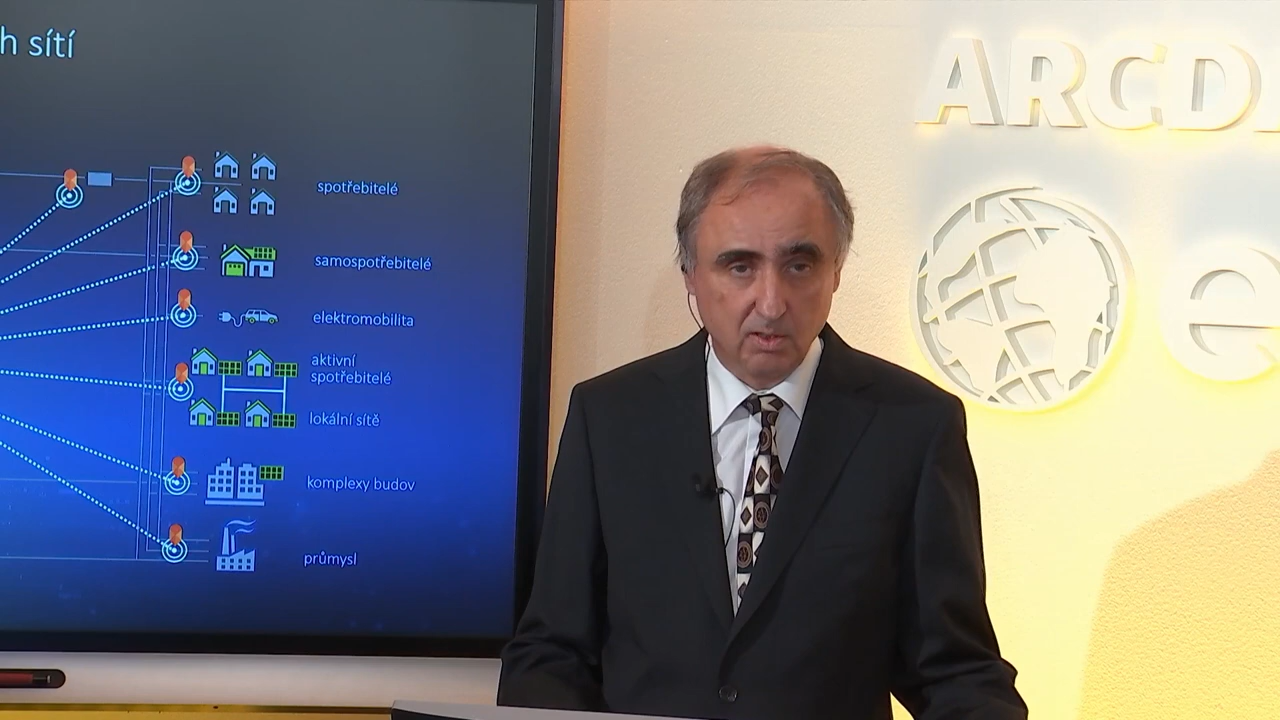 h sítí
spotřebitelé
samospotřebitelé
elektromobilita
aktivní
spotřebitelé
lokální sítě
komplexy budov
průmysl
ARCD
e